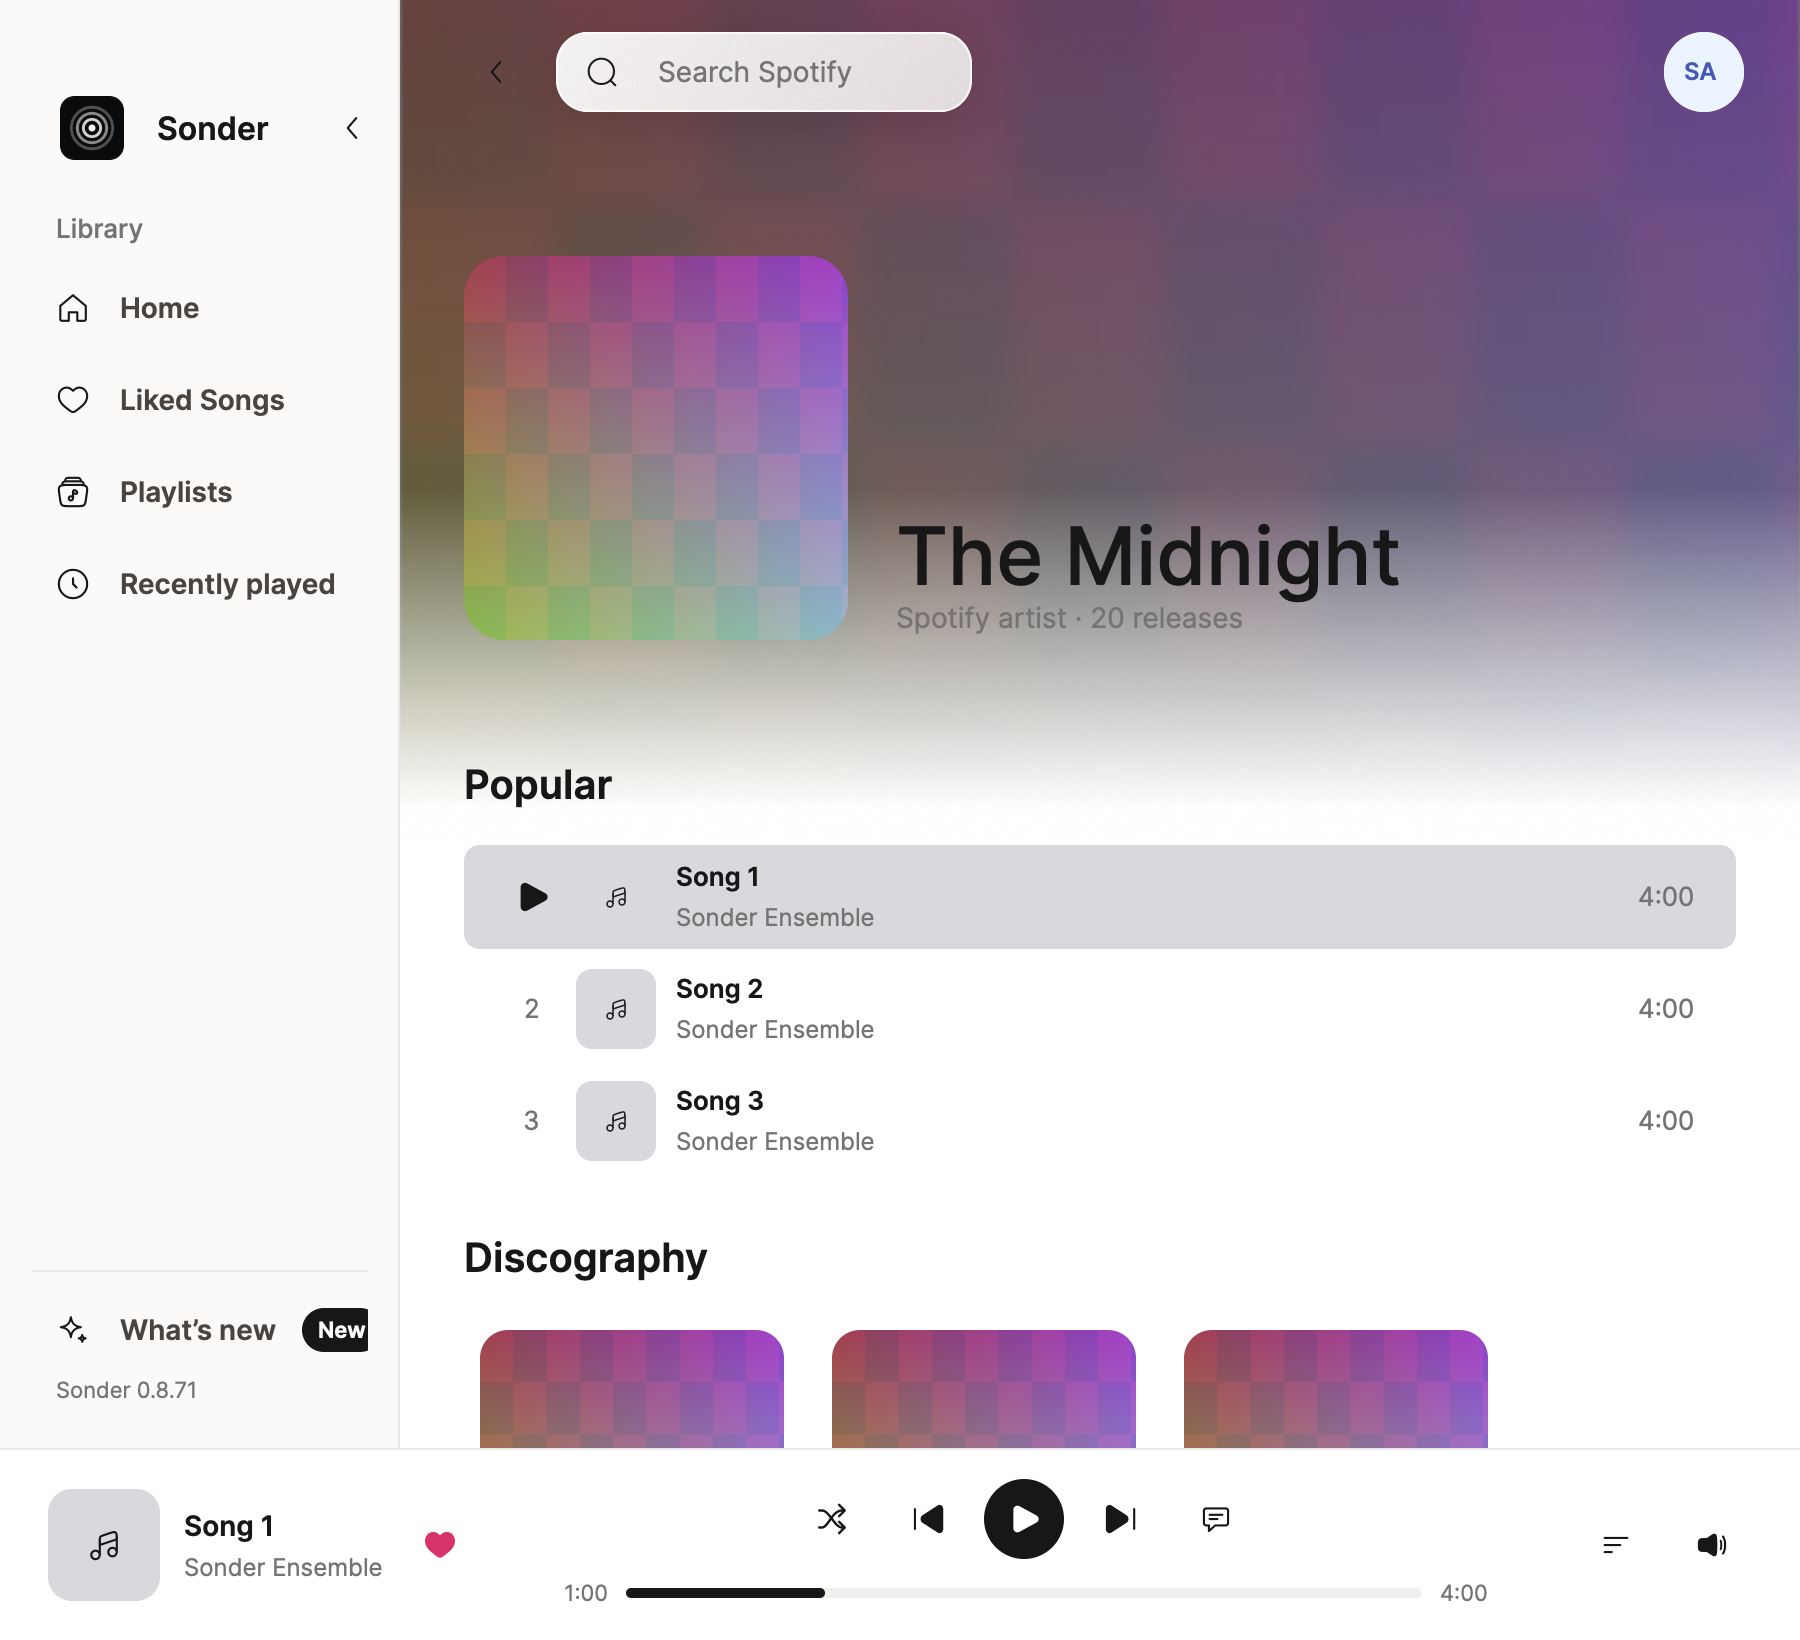 Sonder
Library
Home
Liked Songs
Playlists
Recently played
What's new New
Sonder 0.8.71
Search Spotify
SA
The Midnight
Spotify artist · 20 releases
Popular
Song 1
Sonder Ensemble
4:00
2
Song 2
Sonder Ensemble
4:00
3
Song 3
Sonder Ensemble
4:00
Discography
Song 1
Sonder Ensemble
1:00
4:00